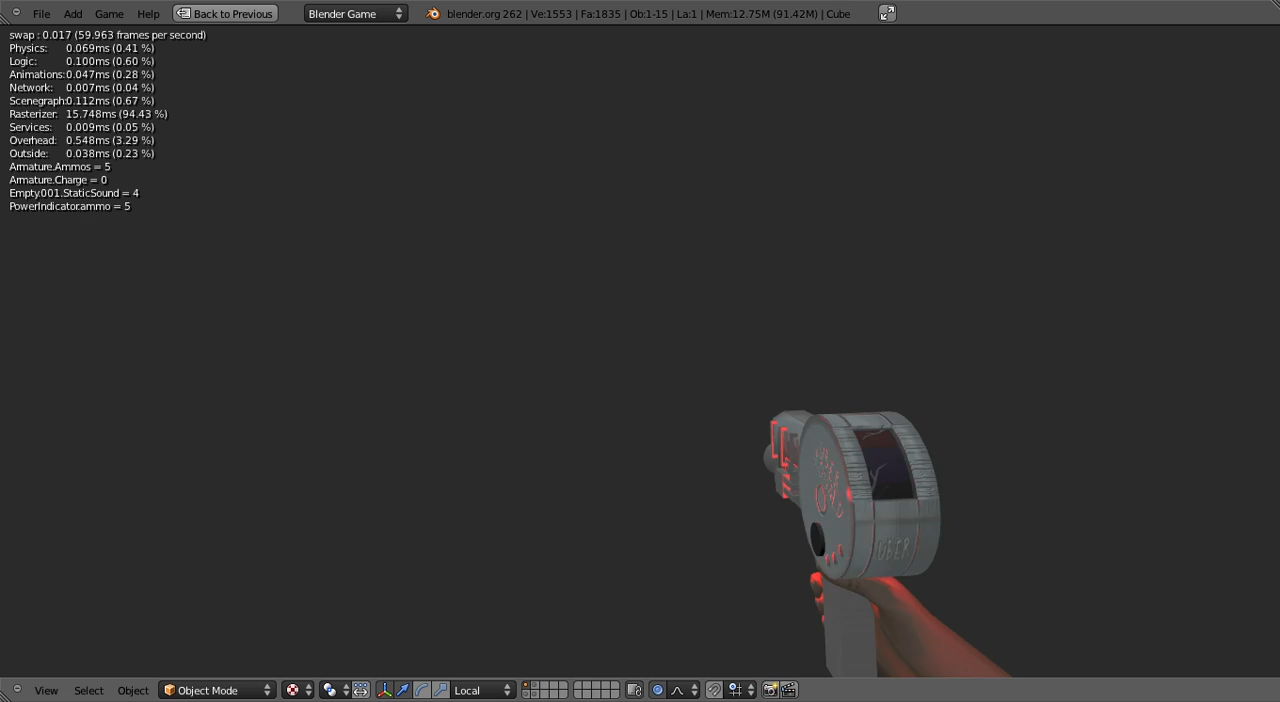 File Add Game Help Back to Previous Blender Game blender.org 262 | Ve:1553 | Fa:1835 | Ob:1-15 | La:1 | Mem:12.75M (91.42M) | Cube
swap : 0.017 (59.963 frames per second)
Physics: 0.069ms (0.41 %)
Logic: 0.100ms (0.60 %)
Animations:0.047ms (0.28 %)
Network: 0.007ms (0.04 %)
Scenegraph:0.112ms (0.67 %)
Rasterizer: 15.748ms (94.43 %)
Services: 0.009ms (0.05 %)
Overhead: 0.548ms (3.29 %)
Outside: 0.038ms (0.23 %)
Armature.Ammos = 5
Armature.Charge = 0
Empty.001.StaticSound = 4
PowerIndicator.ammo = 5
ÜBER
View Select Object Object Mode Local